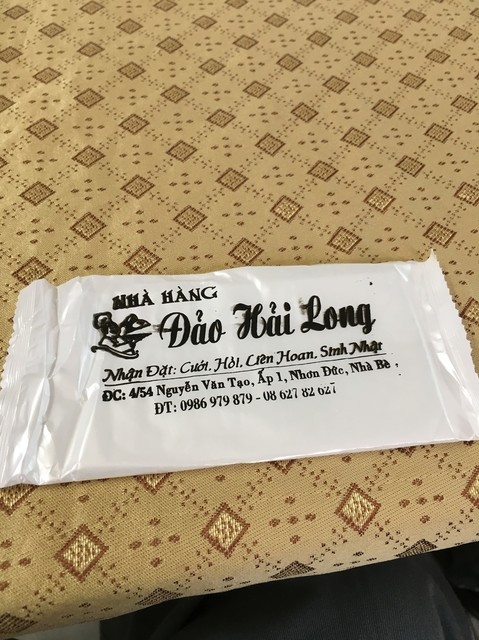 NHÀ HÀNG
Đảo Hải Long
Nhận Đặt: Cưới, Hỏi, Liên Hoan, Sinh Nhật
ĐC: 4/54 Nguyễn Văn Tạo, Ấp 1, Nhơn Đức, Nhà Bè
ĐT: 0986 979 879 - 08 627 82 627